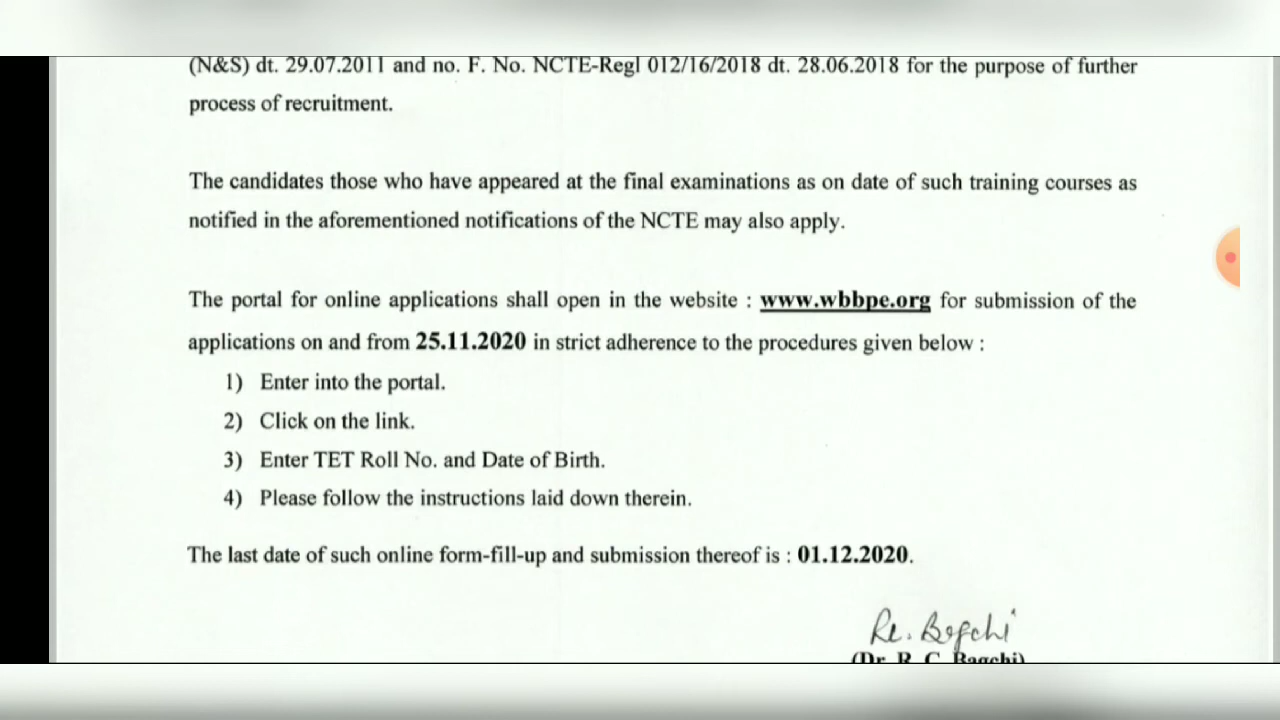 (N&S) dt. 29.07.2011 and no. F. No. NCTE-Regl 012/16/2018 dt. 28.06.2018 for the purpose of further
process of recruitment.
The candidates those who have appeared at the final examinations as on date of such training courses as
notified in the aforementioned notifications of the NCTE may also apply.
The portal for online applications shall open in the website : www.wbbpe.org for submission of the
applications on and from 25.11.2020 in strict adherence to the procedures given below :
1) Enter into the portal.
2) Click on the link.
3) Enter TET Roll No. and Date of Birth.
4) Please follow the instructions laid down therein.
The last date of such online form-fill-up and submission thereof is : 01.12.2020.
(Dr. R. C. Bagchi)